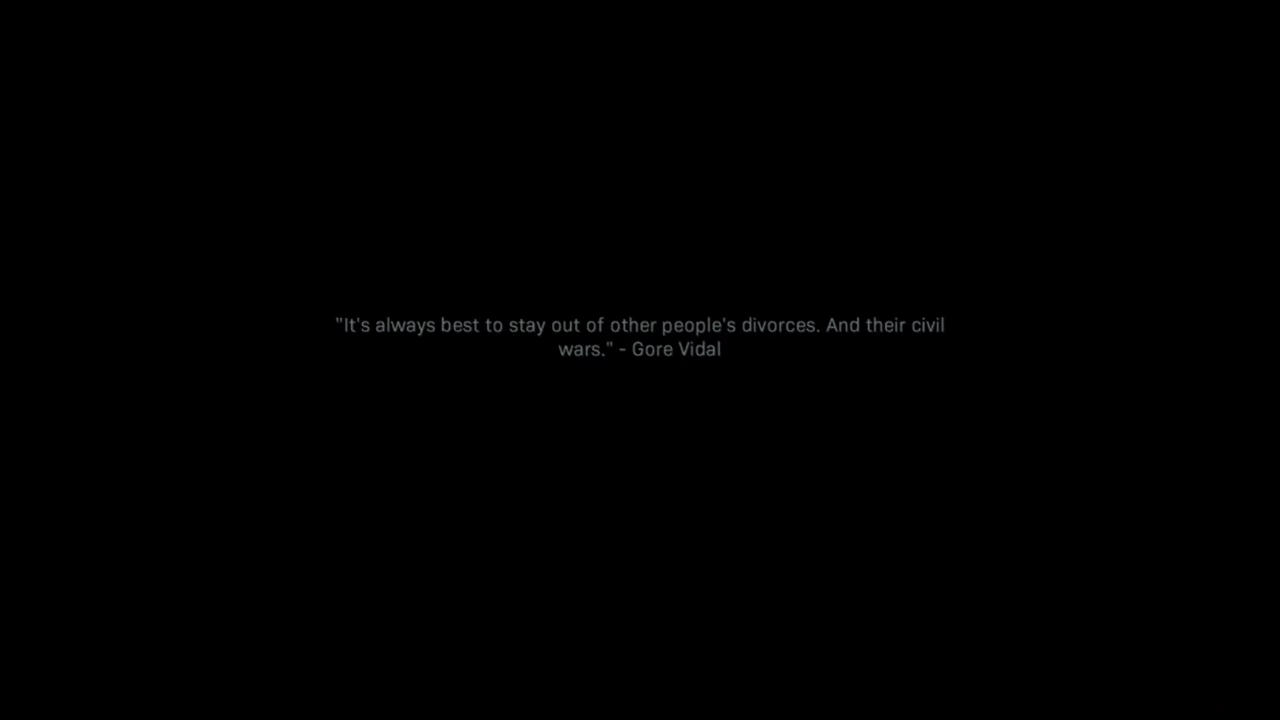 "It's always best to stay out of other people's divorces. And their civil
wars." - Gore Vidal